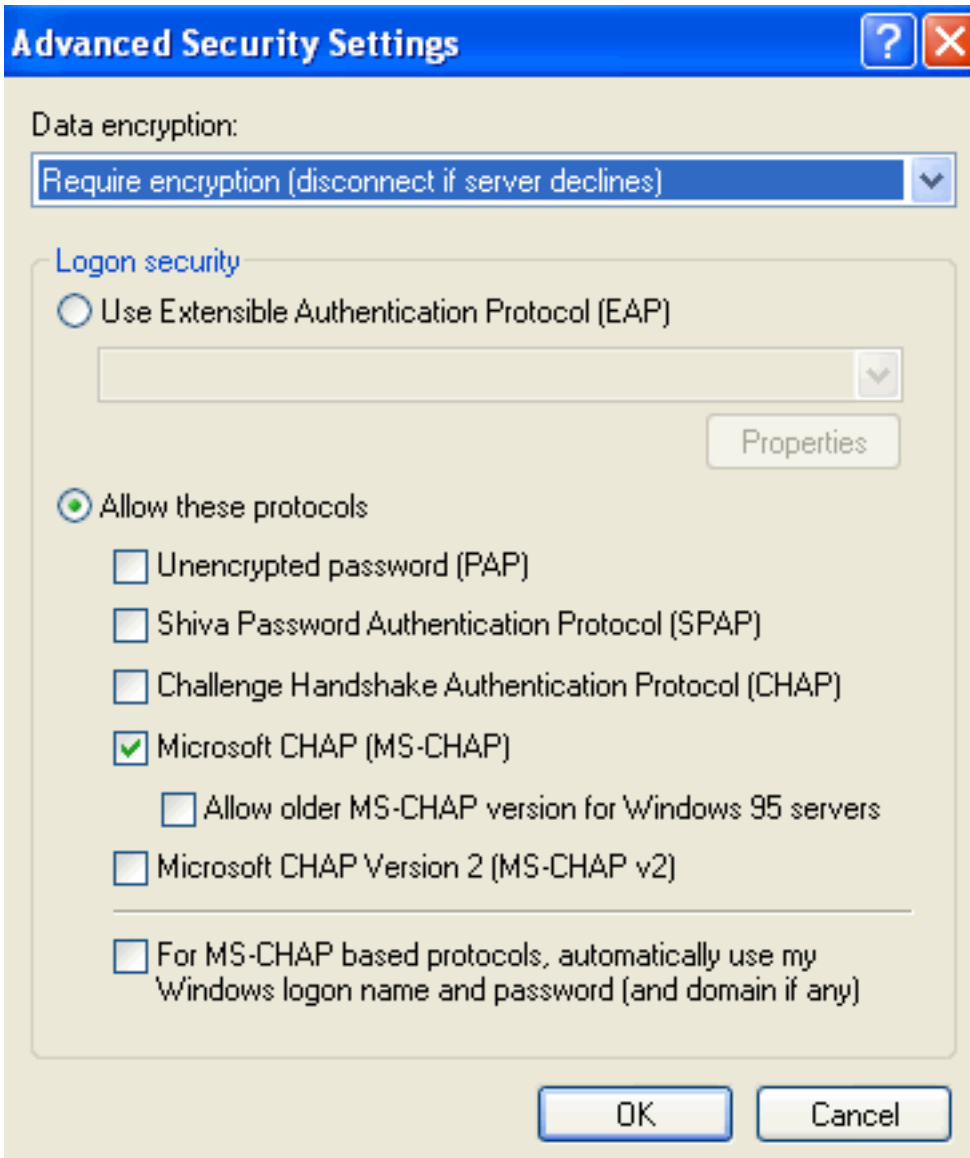 Advanced Security Settings
Data encryption:
Require encryption (disconnect if server declines)
Logon security
Use Extensible Authentication Protocol (EAP)
Properties
Allow these protocols
Unencrypted password (PAP)
Shiva Password Authentication Protocol (SPAP)
Challenge Handshake Authentication Protocol (CHAP)
Microsoft CHAP (MS-CHAP)
Allow older MS-CHAP version for Windows 95 servers
Microsoft CHAP Version 2 (MS-CHAP v2)
For MS-CHAP based protocols, automatically use my
Windows logon name and password (and domain if any)
OK Cancel